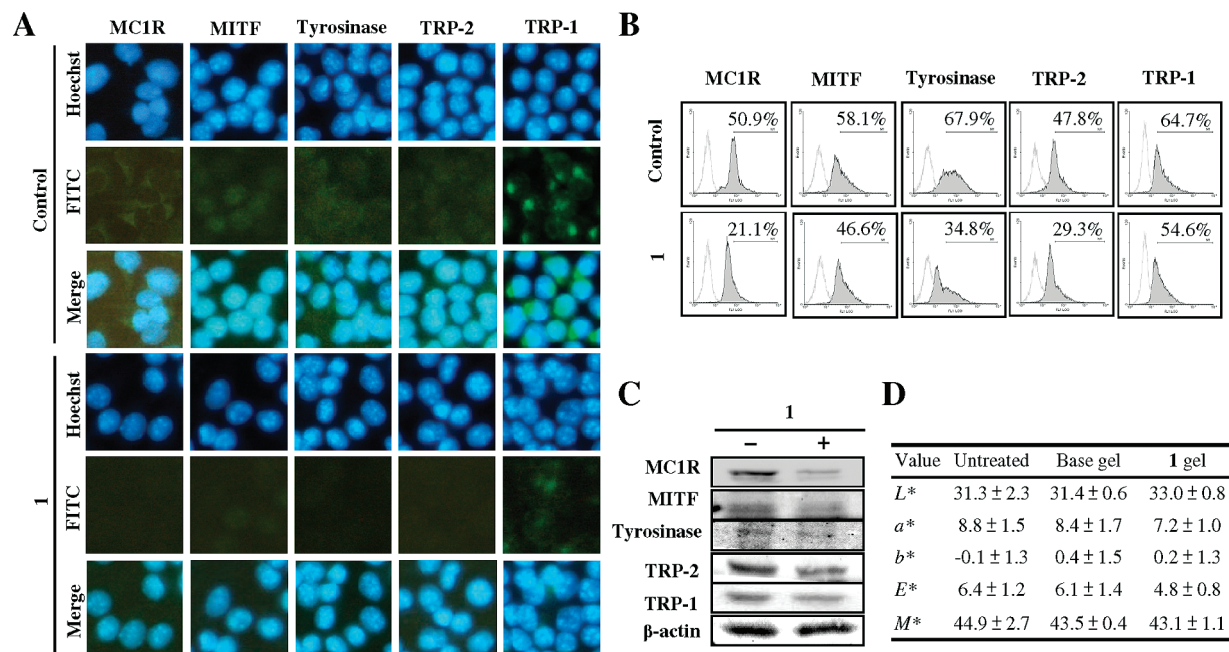 A
MC1R MITF Tyrosinase TRP-2 TRP-1
Control
Hoechst
FITC
Merge
1
Hoechst
FITC
Merge
B
MC1R MITF Tyrosinase TRP-2 TRP-1
Control
50.9% 58.1% 67.9% 47.8% 64.7%
1
21.1% 46.6% 34.8% 29.3% 54.6%
C
1
− +
MC1R
MITF
Tyrosinase
TRP-2
TRP-1
β-actin
D
Value Untreated Base gel 1 gel
L* 31.3 ± 2.3 31.4 ± 0.6 33.0 ± 0.8
a* 8.8 ± 1.5 8.4 ± 1.7 7.2 ± 1.0
b* -0.1 ± 1.3 0.4 ± 1.5 0.2 ± 1.3
E* 6.4 ± 1.2 6.1 ± 1.4 4.8 ± 0.8
M* 44.9 ± 2.7 43.5 ± 0.4 43.1 ± 1.1